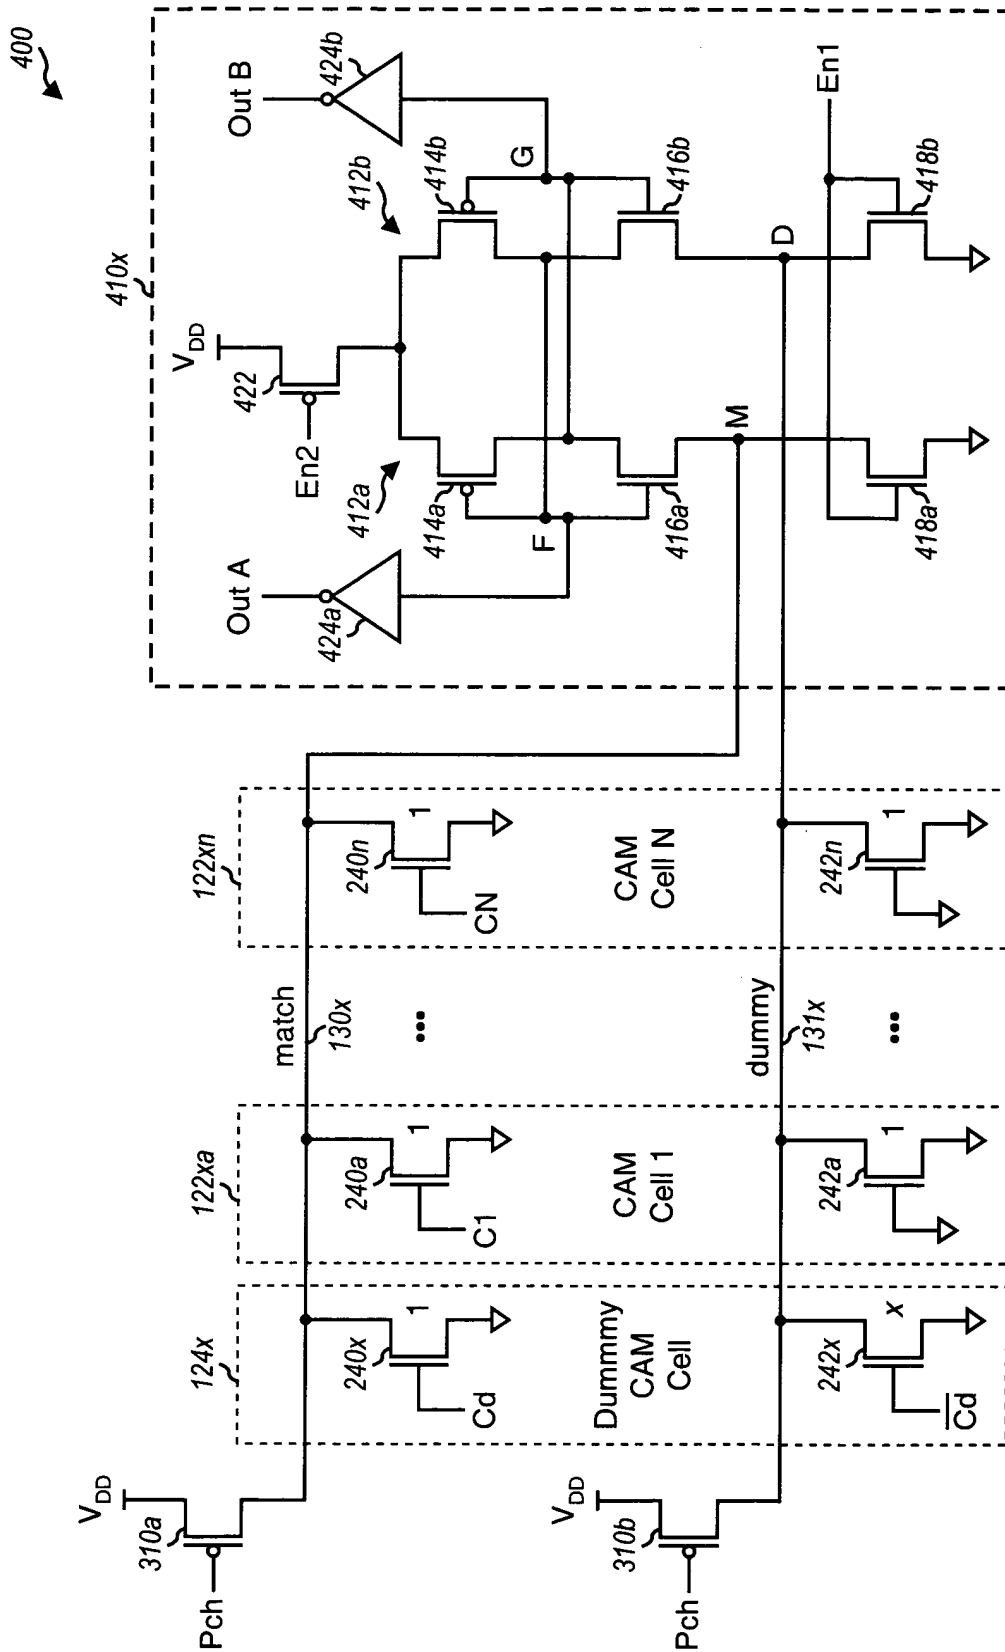 400
410x
V_DD
422
En2
412a
412b
Out A
424a
Out B
424b
414a
414b
F
G
416a
416b
M
D
En1
418a
418b
V_DD
310a
Pch
124x
240x
1
Cd
122xa
240a
1
C1
match
130x
...
122xn
240n
1
CN
Dummmy
CAM
Cell
CAM
Cell 1
CAM
Cell N
V_DD
310b
Pch
242x
x
C̅d̅
242a
1
dummy
131x
...
242n
1